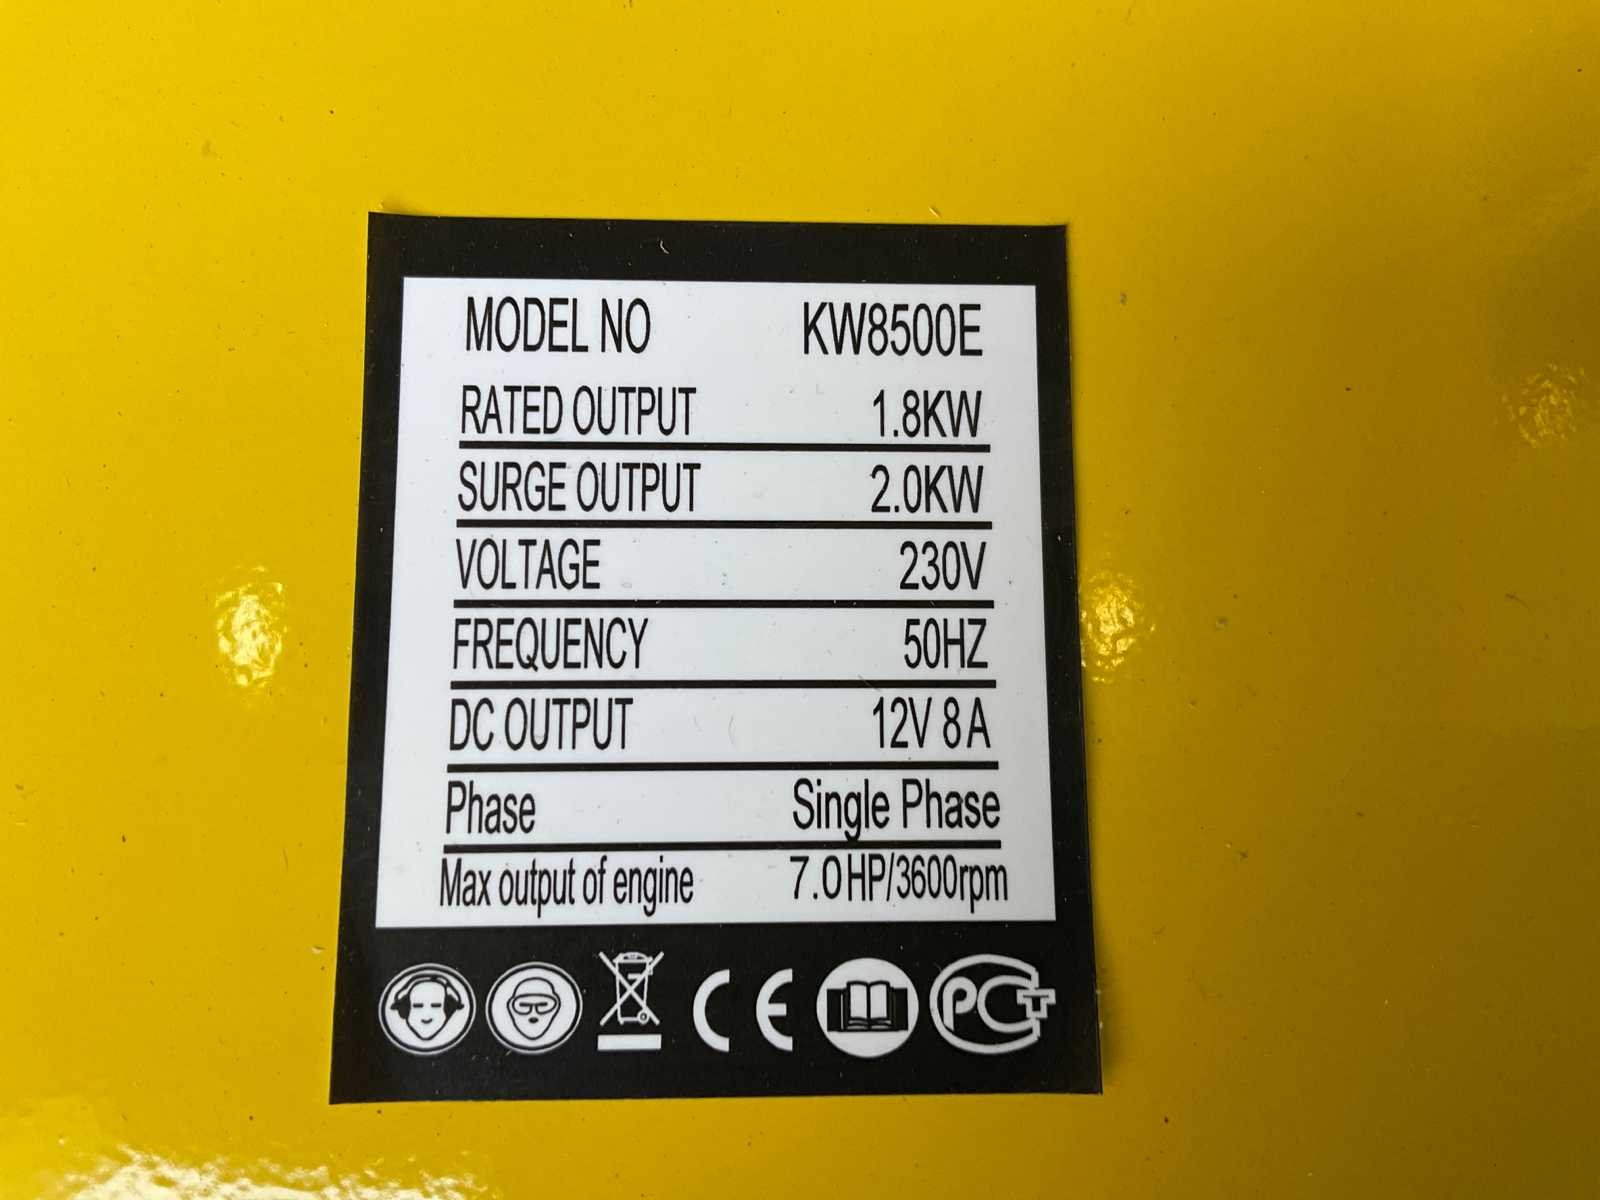 MODEL NO KW8500E
RATED OUTPUT 1.8KW
SURGE OUTPUT 2.0KW
VOLTAGE 230V
FREQUENCY 50HZ
DC OUTPUT 12V 8A
Phase Single Phase
Max output of engine 7.0HP/3600rpm
CE PCT